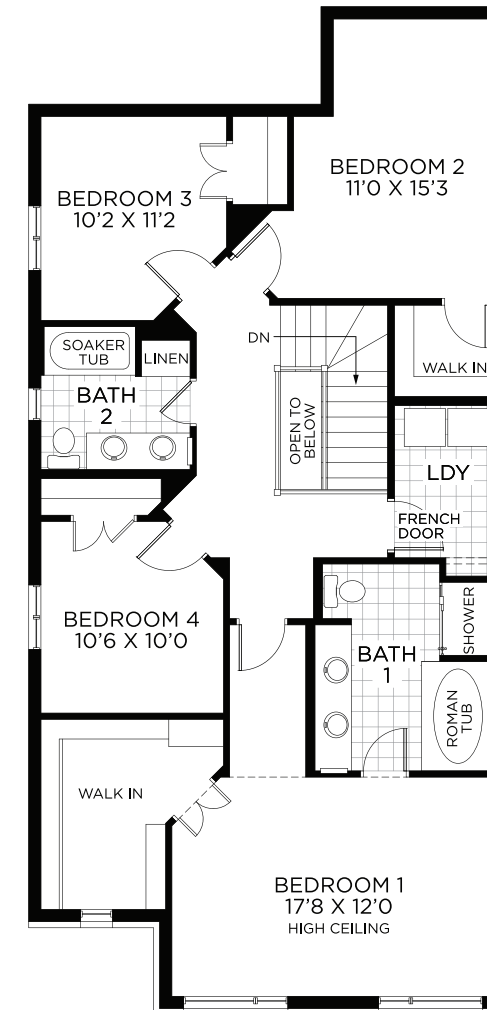 BEDROOM 2
11'0 X 15'3
BEDROOM 3
10'2 X 11'2
SOAKER
TUB
LINEN
DN
WALK IN
BATH
2
OPEN TO
BELOW
LDY
FRENCH
DOOR
BEDROOM 4
10'6 X 10'0
SHOWER
BATH
1
ROMAN
TUB
WALK IN
BEDROOM 1
17'8 X 12'0
HIGH CEILING